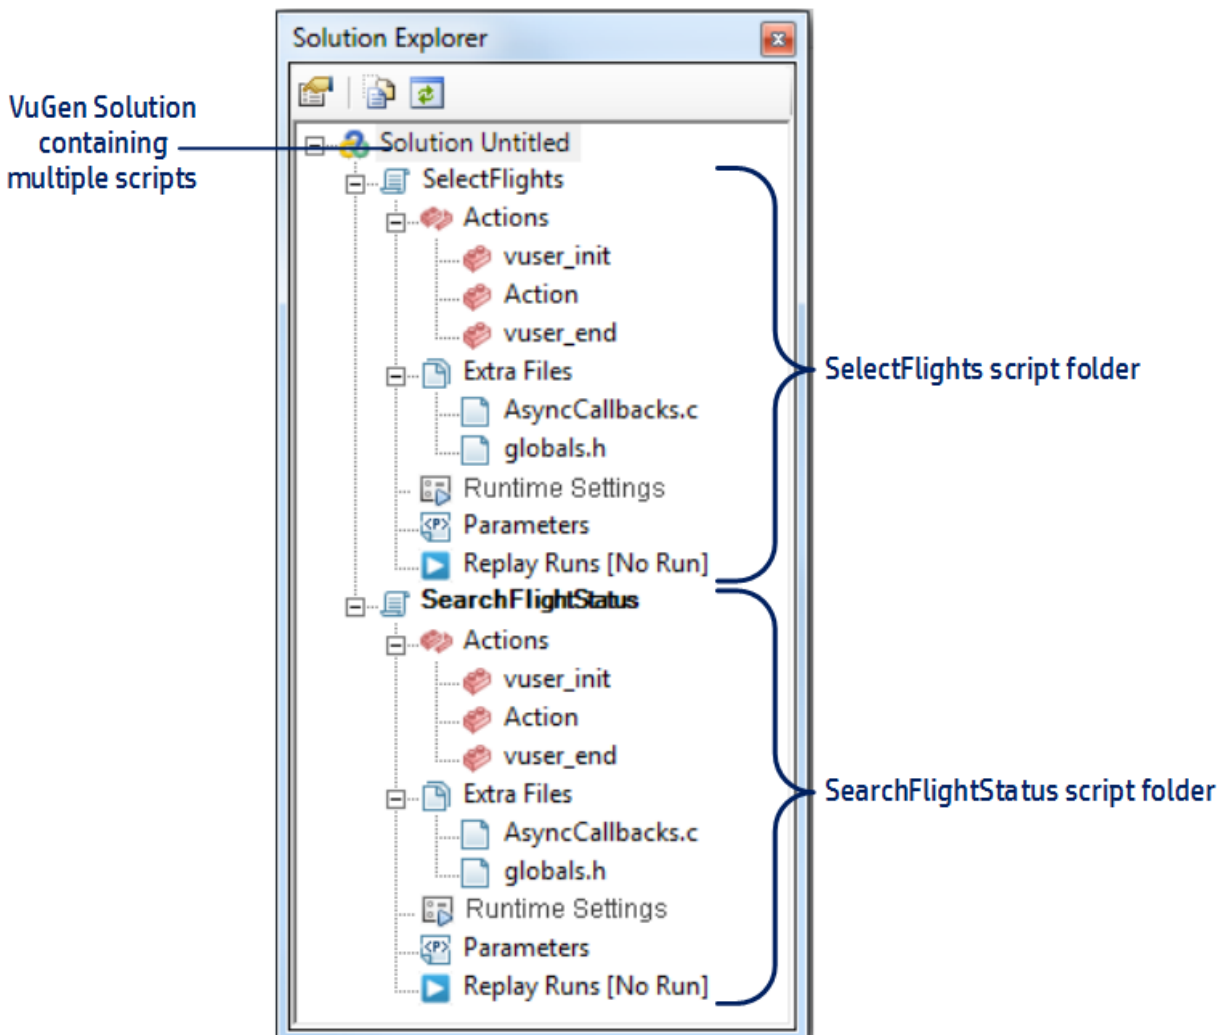 Solution Explorer
VuGen Solution
containing
multiple scripts
Solution Untitled
SelectFlights
Actions
vuser_init
Action
vuser_end
Extra Files
SelectFlights script folder
AsyncCallbacks.c
globals.h
Runtime Settings
<P>
Parameters
Replay Runs [No Run]
SearchFlightStatus
Actions
vuser_init
Action
vuser_end
Extra Files
SearchFlightStatus script folder
AsyncCallbacks.c
globals.h
Runtime Settings
<P>
Parameters
Replay Runs [No Run]